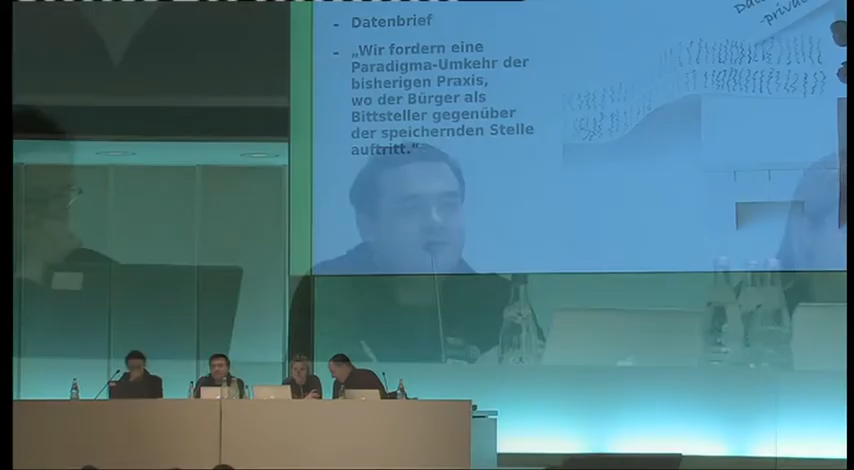 - Datenbrief
- „Wir fordern eine
Paradigma-Umkehr der
bisherigen Praxis,
wo der Bürger als
Bittsteller gegenüber
der speichernden Stelle
auftritt.“